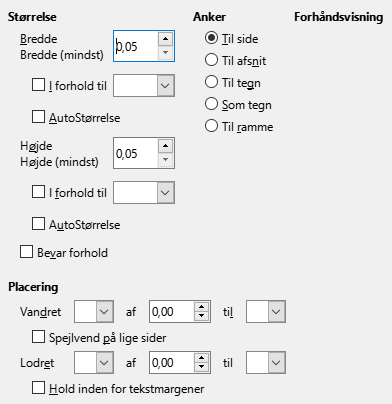 Størrelse Anker Forhåndsvisning
Bredde
Bredde (mindst) 0,05
Til side
Til afsnit
I forhold til
Til tegn
AutoStørrelse
Som tegn
Til ramme
Højde
Højde (mindst) 0,05
I forhold til
AutoStørrelse
Bevar forhold
Placering
Vandret af 0,00 til
Spejlvend på lige sider
Lodret af 0,00 til
Hold inden for tekstmargener